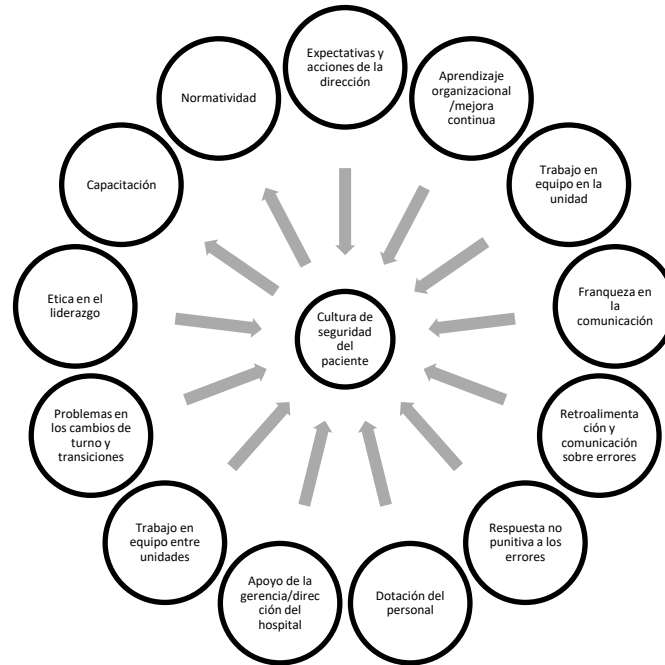 Expectativas y
acciones de la
dirección
Aprendizaje
organizacional
/mejora
continua
Trabajo en
equipo en la
unidad
Franqueza en
la
comunicación
Retroalimenta
ción y
comunicación
sobre errores
Respuesta no
punitiva a los
errores
Dotación del
personal
Apoyo de la
gerencia/direc
ción del
hospital
Trabajo en
equipo entre
unidades
Problemas en
los cambios de
turno y
transiciones
Etica en el
liderazgo
Capacitación
Normatividad
Cultura de
seguridad
del
paciente